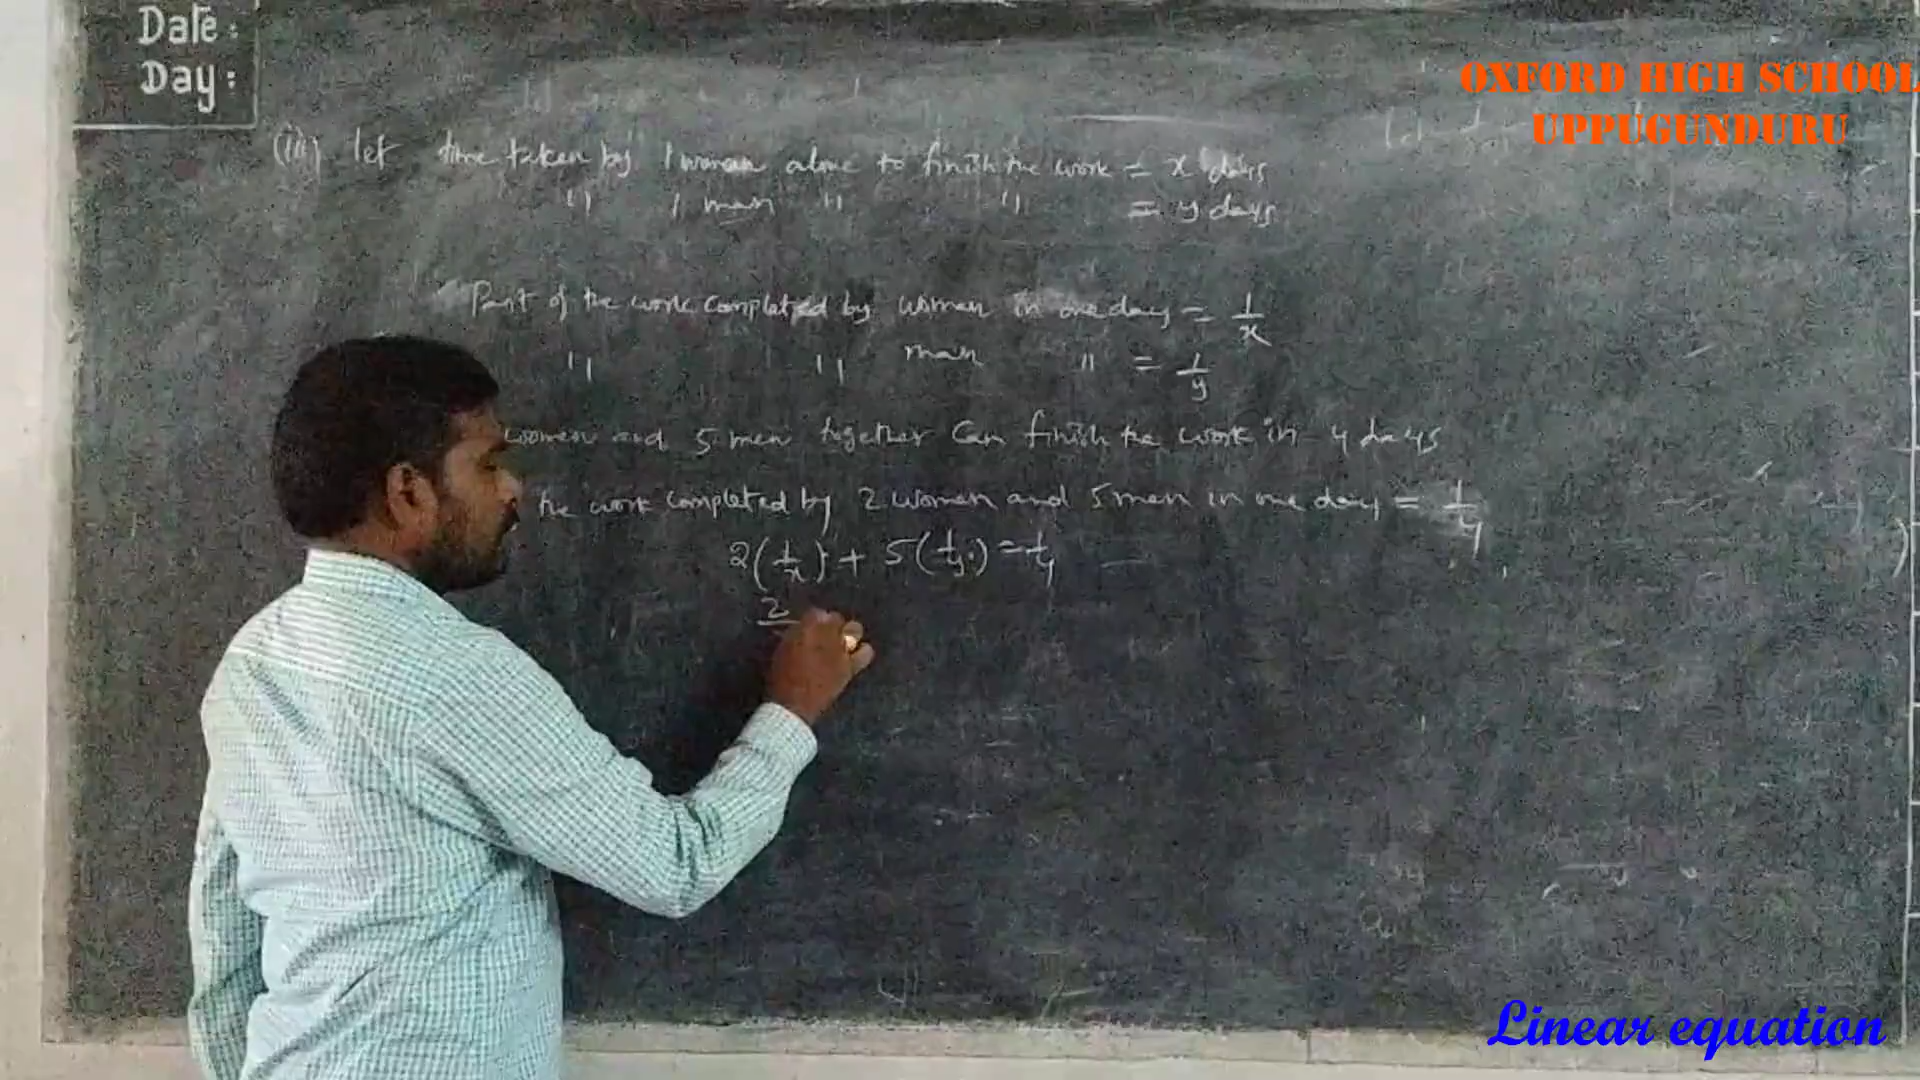 Date:
Day:
OXFORD HIGH SCHOOL
UPPUGUNDURU
(iii) let time taken by 1 woman alone to finish the work = x days
" 1 man " " = y days
Part of the work completed by woman in one day = 1/x
" " man " = 1/y
women and 5 men together Can finish the work in 4 days
the work completed by 2 women and 5 men in one day = 1/4
2(1/x) + 5(1/y) = 1/4
2
Linear equation